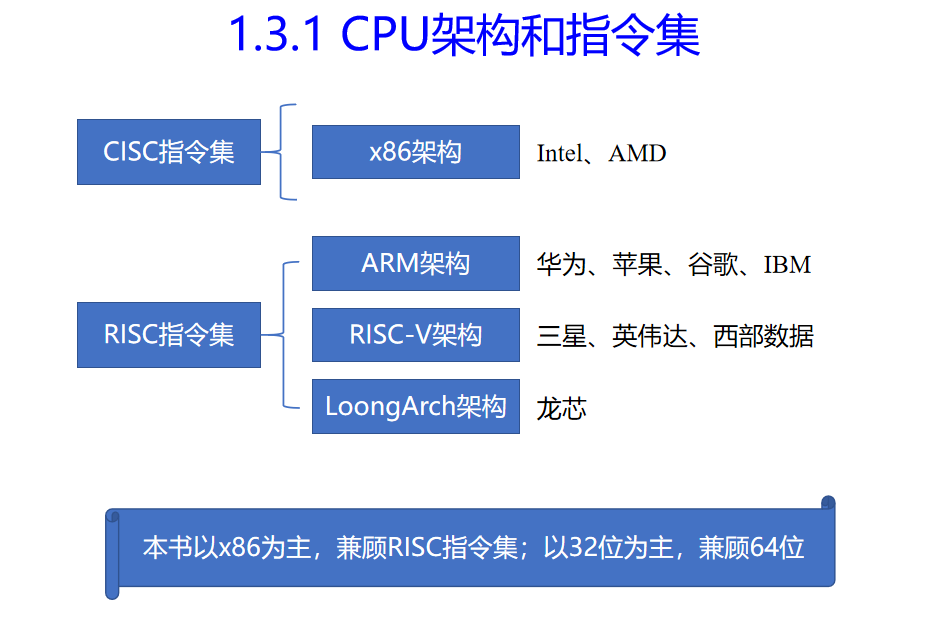 1.3.1 CPU架构和指令集
CISC指令集
x86架构
Intel、AMD
RISC指令集
ARM架构
华为、苹果、谷歌、IBM
RISC-V架构
三星、英伟达、西部数据
LoongArch架构
龙芯
本书以x86为主，兼顾RISC指令集；以32位为主，兼顾64位